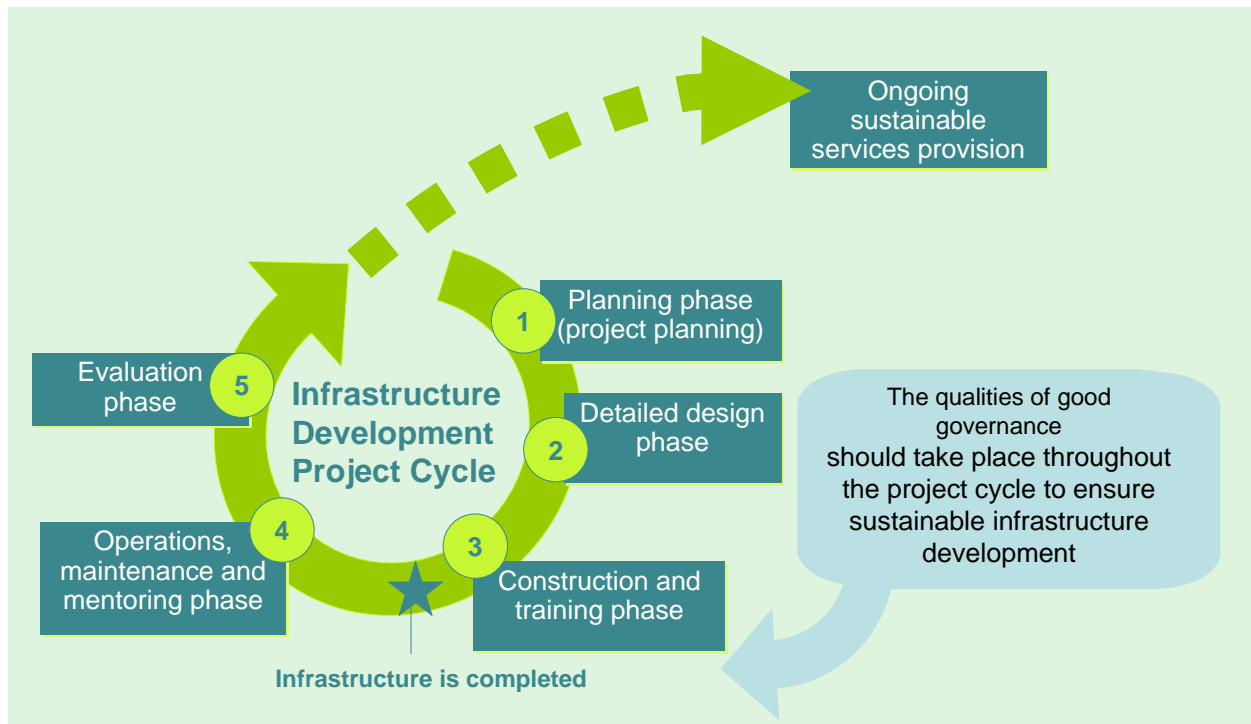 Ongoing
sustainable
services provision
1
Planning phase
(project planning)
2
Detailed design
phase
3
Construction and
training phase
4
Operations,
maintenance and
mentoring phase
5
Evaluation
phase
Infrastructure
Development
Project Cycle
Infrastructure is completed
The qualities of good
governance
should take place throughout
the project cycle to ensure
sustainable infrastructure
development